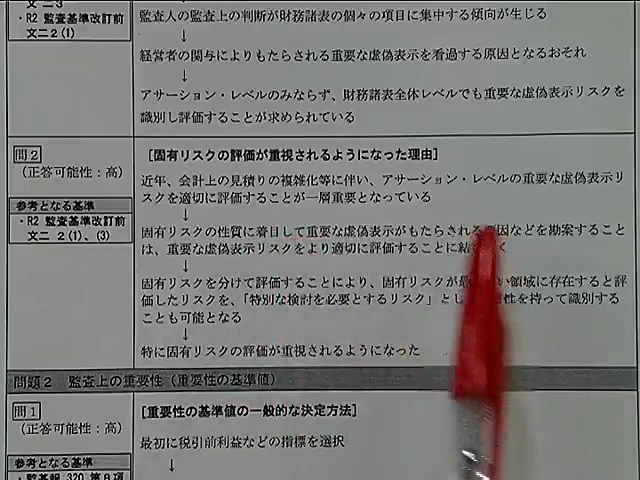 文二3
・R2 監査基準改訂前
文二 2(1)
監査人の監査上の判断が財務諸表の個々の項目に集中する傾向が生じる
↓
経営者の関与によりもたらされる重要な虚偽表示を看過する原因となるおそれ
↓
アサーション・レベルのみならず、財務諸表全体レベルでも重要な虚偽表示リスクを
識別し評価することが求められている
問2
（正答可能性：高）
参考となる基準
・R2 監査基準改訂前
文二 2(1)、(3)
［固有リスクの評価が重視されるようになった理由］
近年、会計上の見積りの複雑化等に伴い、アサーション・レベルの重要な虚偽表示リ
スクを適切に評価することが一層重要となっている
↓
固有リスクの性質に着目して重要な虚偽表示がもたらされる 因などを勘案すること
は、重要な虚偽表示リスクをより適切に評価することに結 く
↓
固有リスクを分けて評価することにより、固有リスクが最 い領域に存在すると評
価したリスクを、「特別な検討を必要とするリスク」とし 性を持って識別する
ことも可能となる
↓
特に固有リスクの評価が重視されるようになった
問題2 監査上の重要性（重要性の基準値）
問1
（正答可能性：高）
参考となる基準
・監基報 320 第8項
［重要性の基準値の一般的な決定方法］
最初に税引前利益などの指標を選択
↓